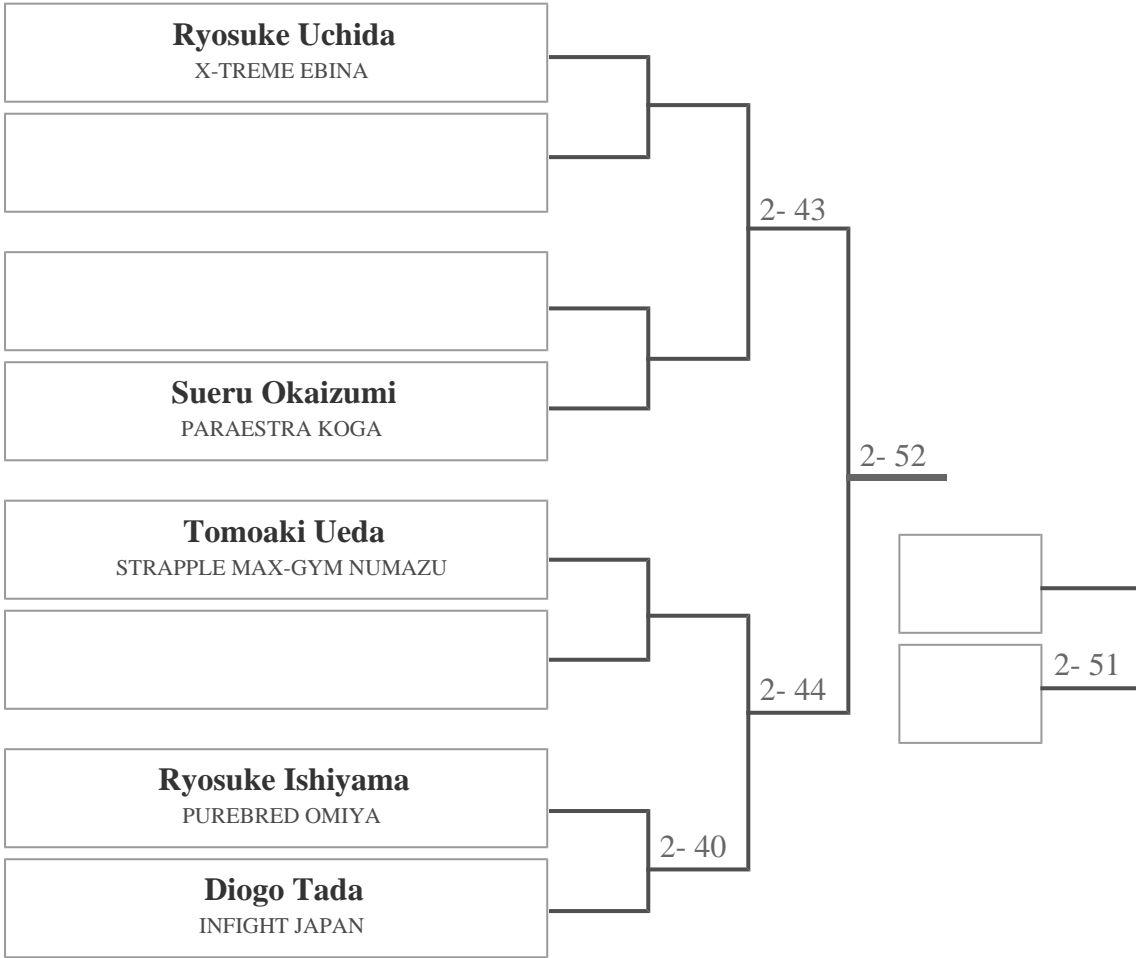 Ryosuke Uchida
X-TREME EBINA
2- 43
Sueru Okaizumi
PARAESTRA KOGA
2- 52
Tomoaki Ueda
STRAPPLE MAX-GYM NUMAZU
2- 51
2- 44
Ryosuke Ishiyama
PUREBRED OMIYA
2- 40
Diogo Tada
INFIGHT JAPAN